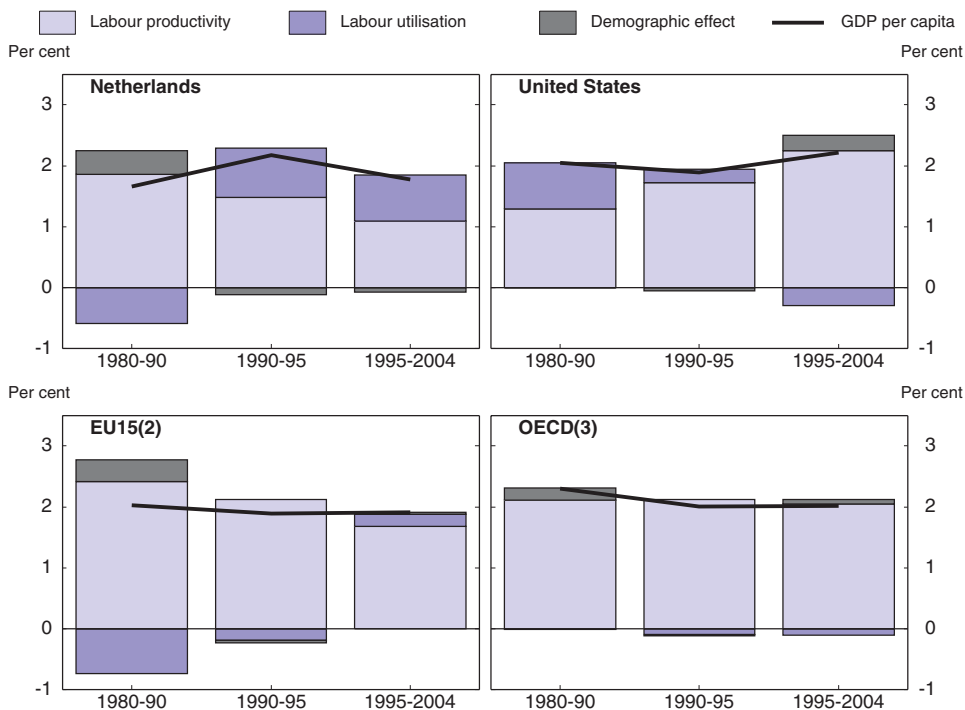 Labour productivity Labour utilisation Demographic effect GDP per capita
Per cent Per cent
Netherlands United States
3 3
2 2
1 1
0 0
-1 -1
1980-90 1990-95 1995-2004 1980-90 1990-95 1995-2004
Per cent Per cent
EU15(2) OECD(3)
3 3
2 2
1 1
0 0
-1 -1
1980-90 1990-95 1995-2004 1980-90 1990-95 1995-2004